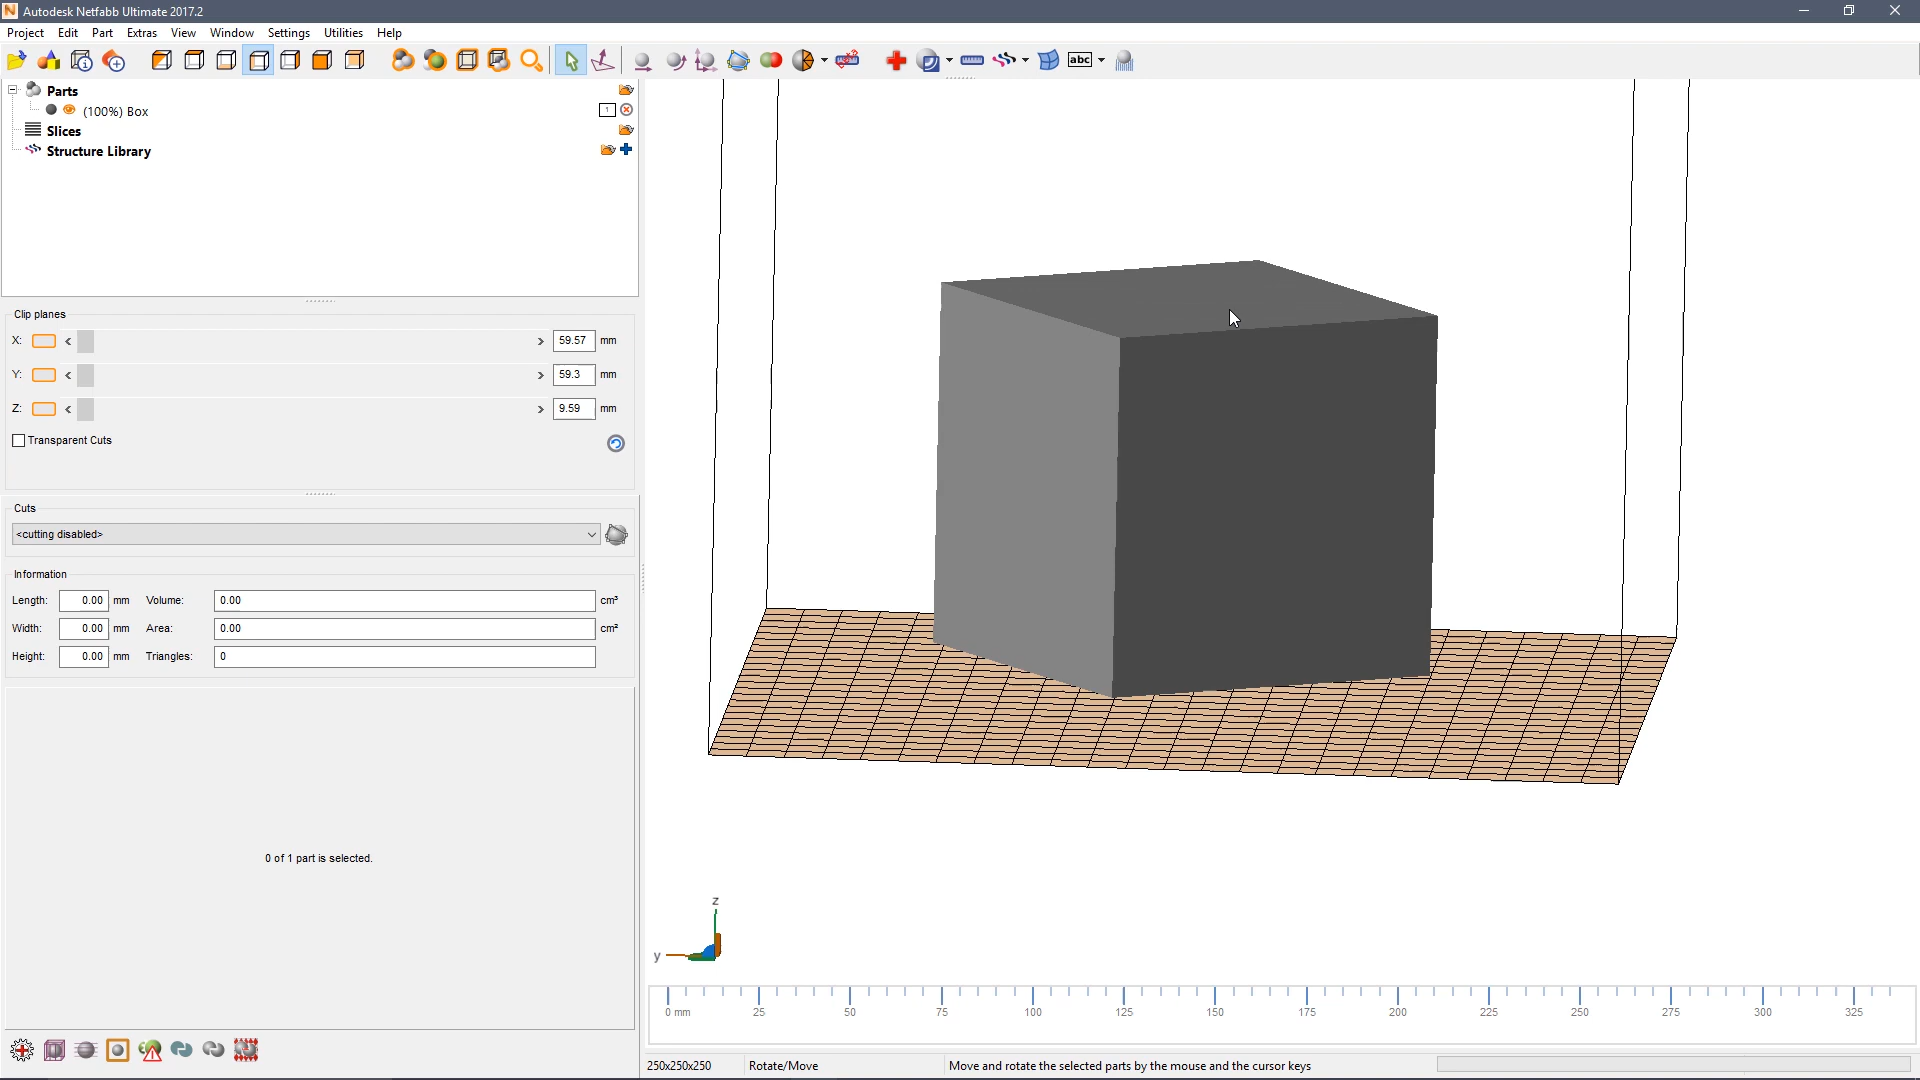 Autodesk Netfabb Ultimate 2017.2
Project Edit Part Extras View Window Settings Utilities Help
abc
Parts
(100%) Box 1
Slices
Structure Library
Clip planes
X: < > 59.57 mm
Y: < > 59.3 mm
Z: < > 9.59 mm
Transparent Cuts
Cuts
<cutting disabled>
Information
Length: 0.00 mm Volume: 0.00 cm³
Width: 0.00 mm Area: 0.00 cm²
Height: 0.00 mm Triangles: 0
0 of 1 part is selected.
z
y
0 mm 25 50 75 100 125 150 175 200 225 250 275 300 325
250x250x250 Rotate/Move Move and rotate the selected parts by the mouse and the cursor keys